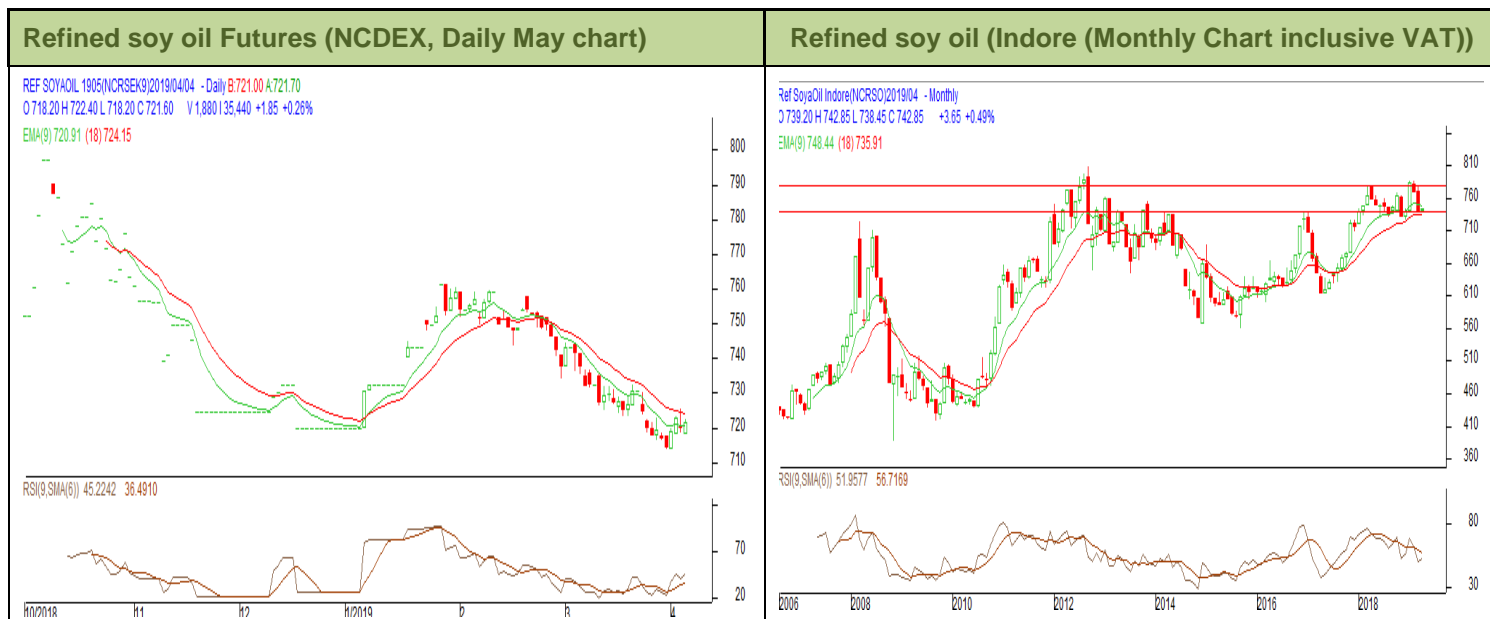 Refined soy oil Futures (NCDEX, Daily May chart)
REF SOYAOIL 1905(NCRSEK9)2019/04/04 - Daily B:721.00 A:721.70
O 718.20 H 722.40 L 718.20 C 721.60 V 1,880 I 35,440 +1.85 +0.26%
EMA(9) 720.91 (18) 724.15
800
790
780
770
760
750
740
730
720
710
RSI(9,SMA(6)) 45.2242 36.4910
70
20
10/2018 11 12 1/2019 2 3 4
Refined soy oil (Indore (Monthly Chart inclusive VAT))
Ref SoyaOil Indore(NCRSO)2019/04 - Monthly
O 739.20 H 742.85 L 738.45 C 742.85 +3.65 +0.49%
EMA(9) 748.44 (18) 735.91
810
760
710
660
610
560
510
460
410
360
RSI(9,SMA(6)) 51.9577 56.7169
80
30
2006 2008 2010 2012 2014 2016 2018